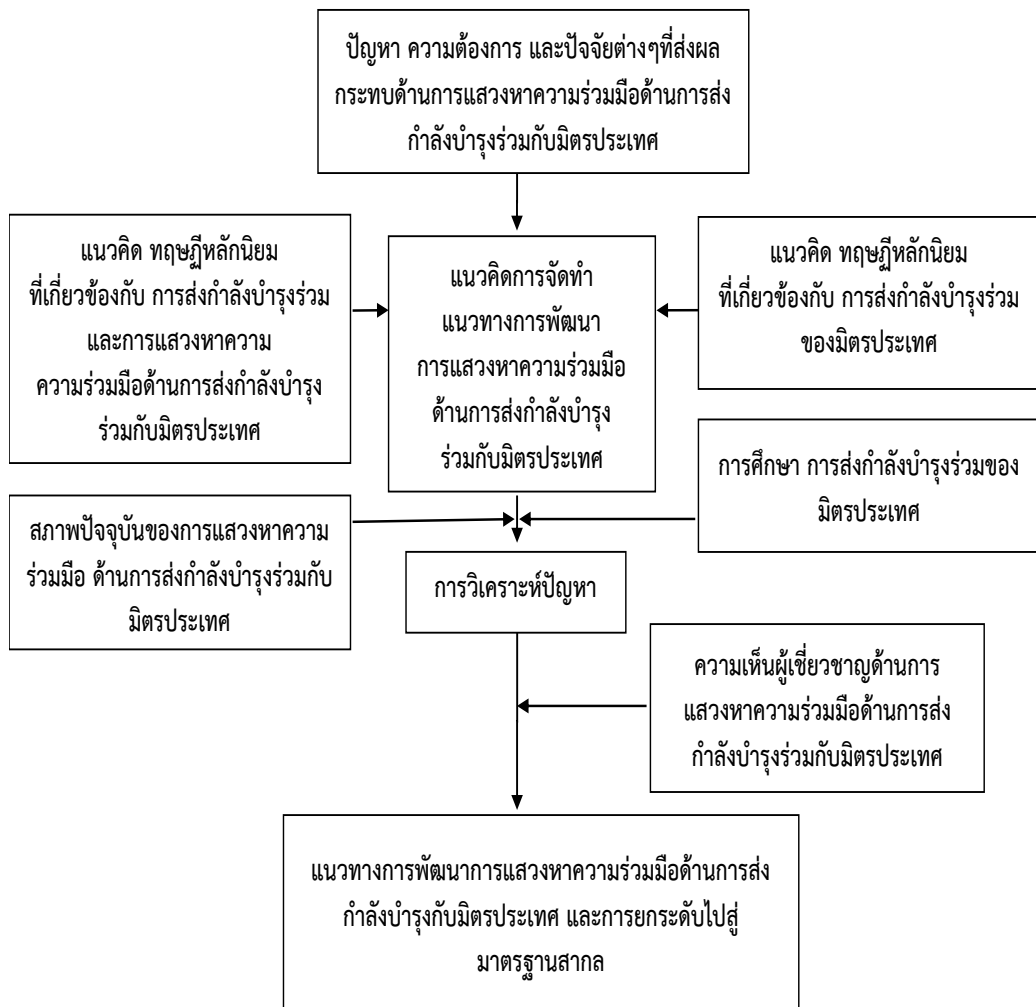 ปัญหา ความต้องการ และปัจจัยต่างๆที่ส่งผล
กระทบด้านการแสวงหาความร่วมมือด้านการส่ง
กำลังบำรุงร่วมกับมิตรประเทศ
แนวคิด ทฤษฎีหลักนิยม
ที่เกี่ยวข้องกับ การส่งกำลังบำรุงร่วม
และการแสวงหาความ
ความร่วมมือด้านการส่งกำลังบำรุง
ร่วมกับมิตรประเทศ
แนวคิดการจัดทำ
แนวทางการพัฒนา
การแสวงหาความร่วมมือ
ด้านการส่งกำลังบำรุง
ร่วมกับมิตรประเทศ
แนวคิด ทฤษฎีหลักนิยม
ที่เกี่ยวข้องกับ การส่งกำลังบำรุงร่วม
ของมิตรประเทศ
การศึกษา การส่งกำลังบำรุงร่วมของ
มิตรประเทศ
สภาพปัจจุบันของการแสวงหาความ
ร่วมมือ ด้านการส่งกำลังบำรุงร่วมกับ
มิตรประเทศ
การวิเคราะห์ปัญหา
ความเห็นผู้เชี่ยวชาญด้านการ
แสวงหาความร่วมมือด้านการส่ง
กำลังบำรุงร่วมกับมิตรประเทศ
แนวทางการพัฒนาการแสวงหาความร่วมมือด้านการส่ง
กำลังบำรุงกับมิตรประเทศ และการยกระดับไปสู่
มาตรฐานสากล